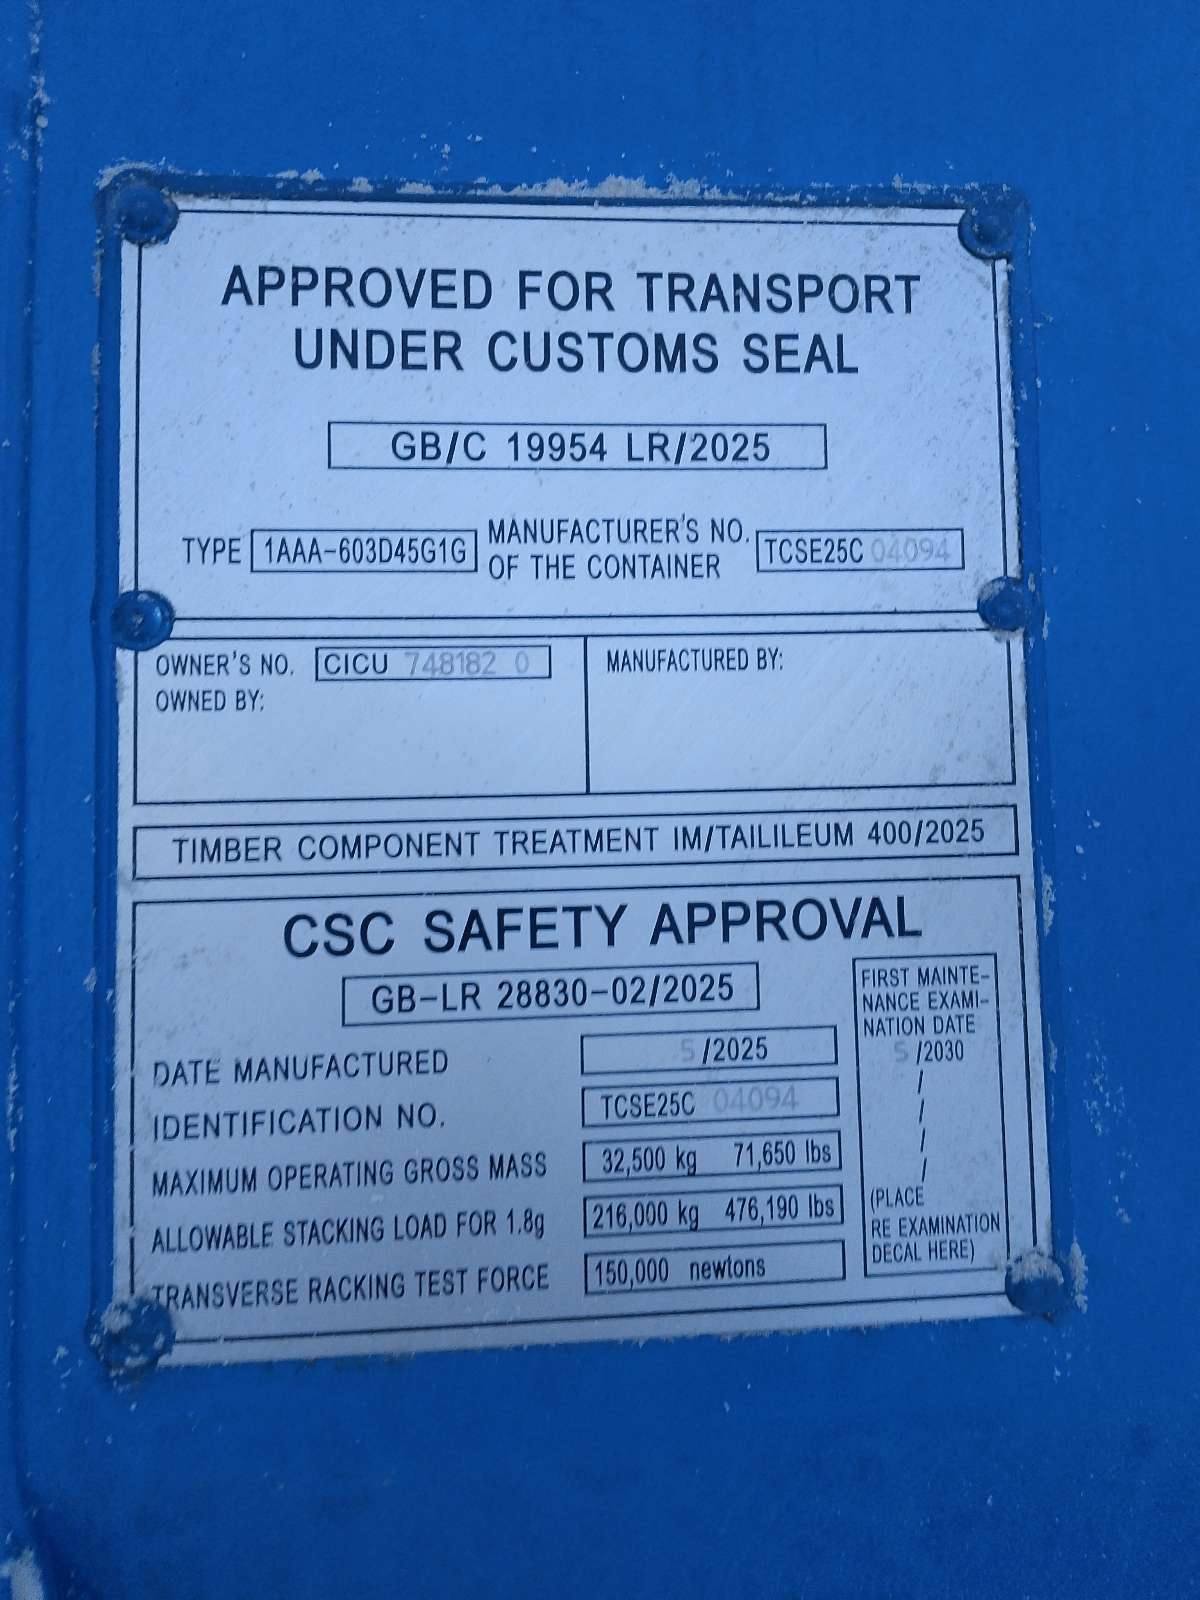 APPROVED FOR TRANSPORT
UNDER CUSTOMS SEAL
GB/C 19954 LR/2025
TYPE 1AAA-603D45G1G MANUFACTURER'S NO. OF THE CONTAINER TCSE25C 04094
OWNER'S NO. CICU 748182 0
OWNED BY:
MANUFACTURED BY:
TIMBER COMPONENT TREATMENT IM/TAILILEUM 400/2025
CSC SAFETY APPROVAL
GB-LR 28830-02/2025
DATE MANUFACTURED 5/2025
IDENTIFICATION NO. TCSE25C 04094
MAXIMUM OPERATING GROSS MASS 32,500 kg 71,650 lbs
ALLOWABLE STACKING LOAD FOR 1.8g 216,000 kg 476,190 lbs
TRANSVERSE RACKING TEST FORCE 150,000 newtons
FIRST MAINTE-
NANCE EXAMI-
NATION DATE
5/2030
/
/
/
/
(PLACE
RE EXAMINATION
DECAL HERE)